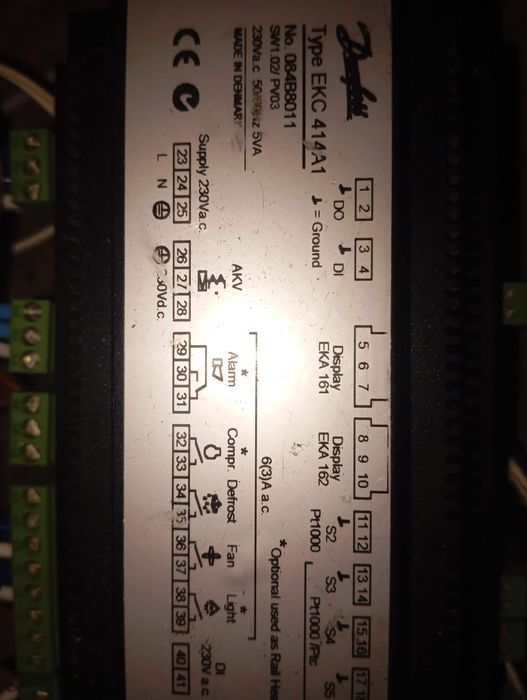 Danfoss
Type EKC 414A1
No. 084B8011
SW1.02/ PV03
230Va.c. 50/60Hz 5VA
MADE IN DENMARK
CE
1 2 3 4 5 6 7 8 9 10 11 12 13 14 15 16 17
DO DI Display Display S2 S3 S4 S5
EKA 161 EKA 162 Pt1000 Pt1000 /Ptc
= Ground
6(3)A a.c.
*Optional used as Rail
AKV Alarm* Compr.* Defrost Fan Light* DI
230V a.c.
Supply 230Va.c.
23 24 25 26 27 28 29 30 31 32 33 34 35 36 37 38 39 40 41
L N